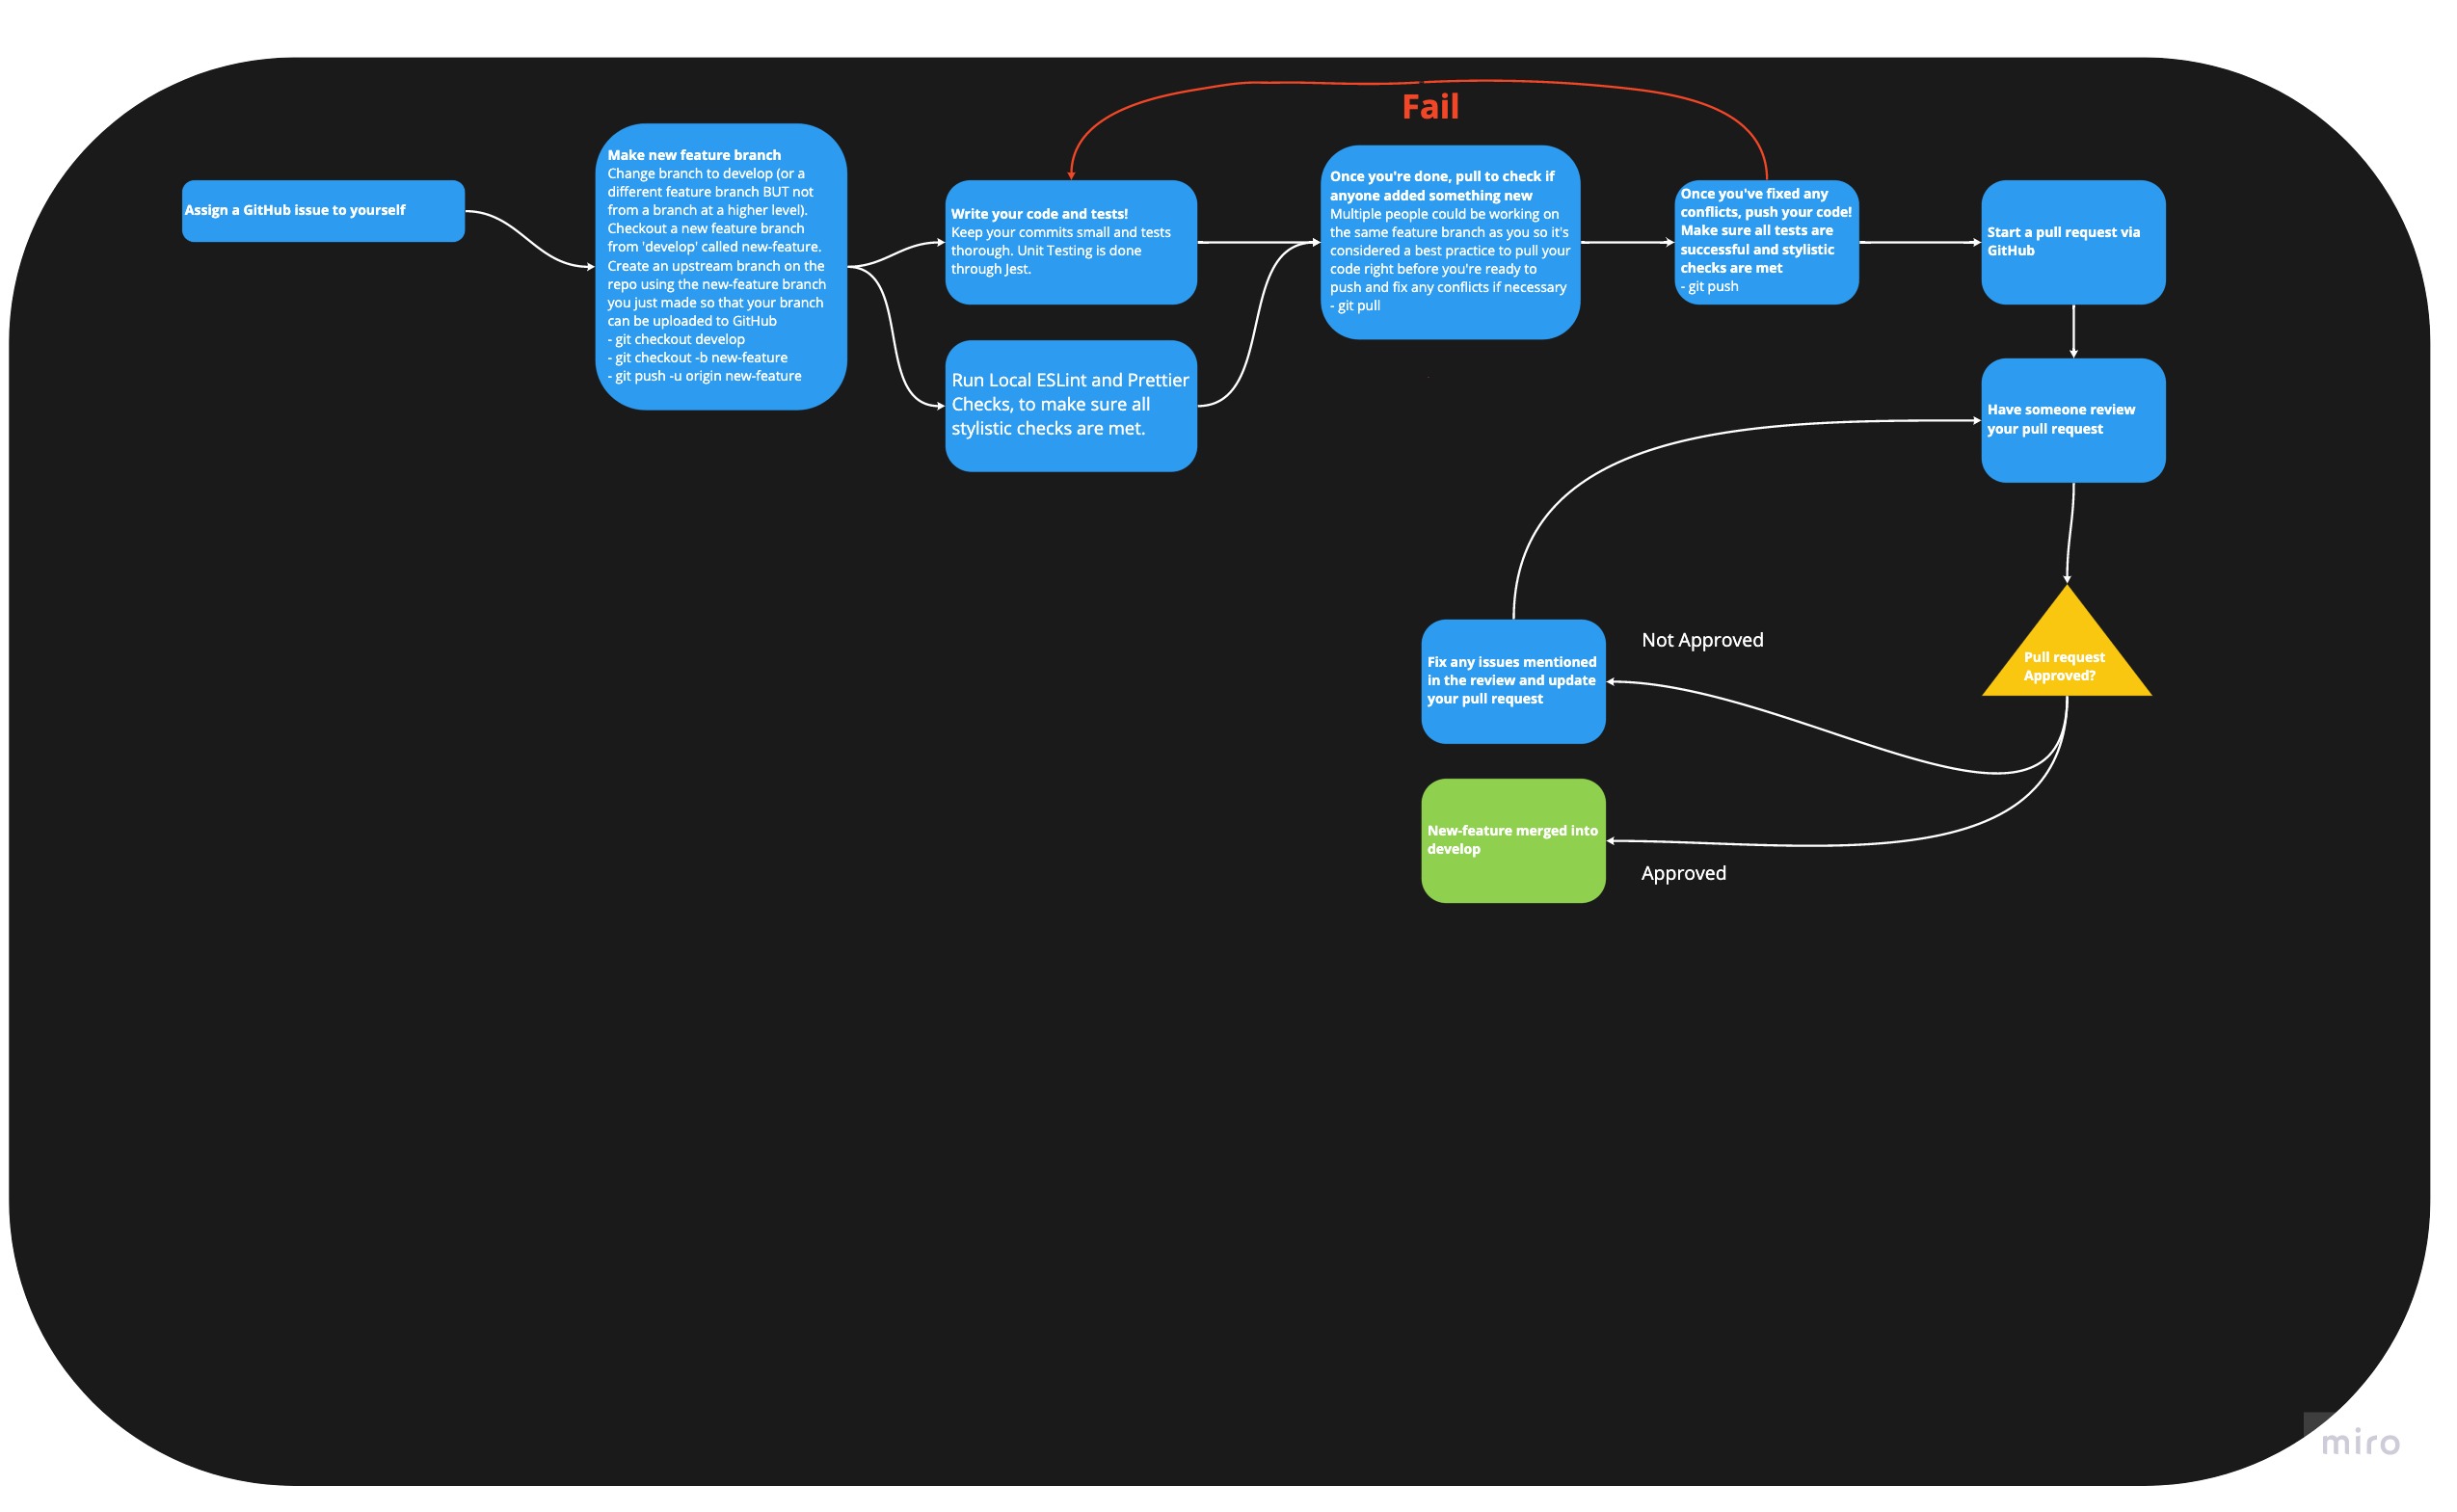 Fail
Assign a GitHub issue to yourself
Make new feature branch
Change branch to develop (or a
different feature branch BUT not
from a branch at a higher level).
Checkout a new feature branch
from 'develop' called new-feature.
Create an upstream branch on the
repo using the new-feature branch
you just made so that your branch
can be uploaded to GitHub
- git checkout develop
- git checkout -b new-feature
- git push -u origin new-feature
Write your code and tests!
Keep your commits small and tests
thorough. Unit Testing is done
through Jest.
Run Local ESLint and Prettier
Checks, to make sure all
stylistic checks are met.
Once you're done, pull to check if
anyone added something new
Multiple people could be working on
the same feature branch as you so it's
considered a best practice to pull your
code right before you're ready to
push and fix any conflicts if necessary
- git pull
Once you've fixed any
conflicts, push your code!
Make sure all tests are
successful and stylistic
checks are met
- git push
Start a pull request via
GitHub
Have someone review
your pull request
Pull request
Approved?
Not Approved
Fix any issues mentioned
in the review and update
your pull request
New-feature merged into
develop
Approved
miro